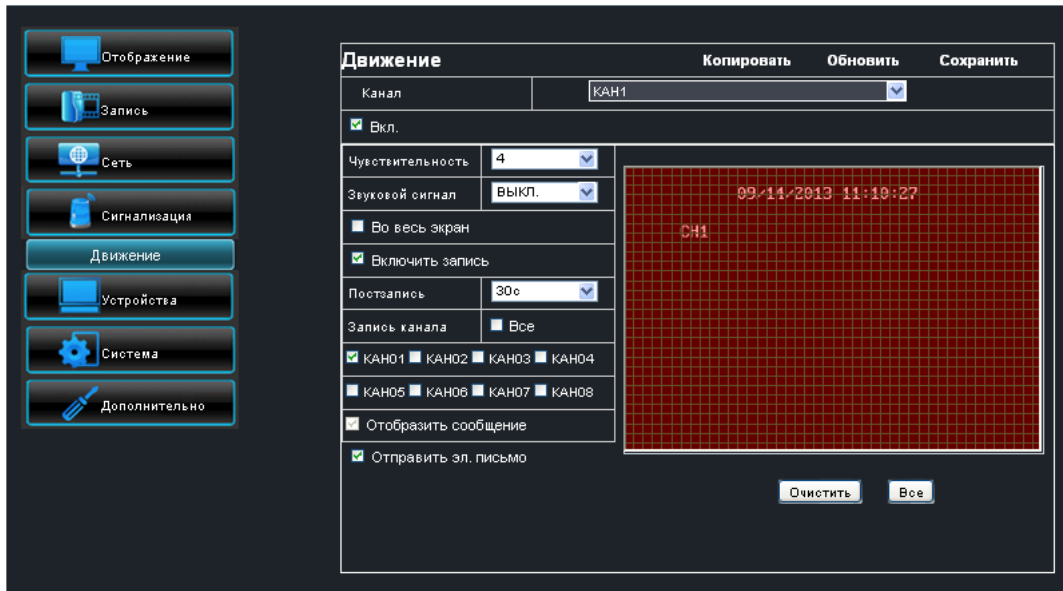 Отображение
Запись
Сеть
Сигнализация
Движение
Устройства
Система
Дополнительно
Движение Копировать Обновить Сохранить
Канал КАН1
Вкл.
Чувствительность 4
Звуковой сигнал ВЫКЛ.
Во весь экран
Включить запись
Постзапись 30с
Запись канала Все
КАН01 КАН02 КАН03 КАН04
КАН05 КАН06 КАН07 КАН08
Отобразить сообщение
Отправить эл. письмо
09/14/2013 11:10:27
CH1
Очистить Все